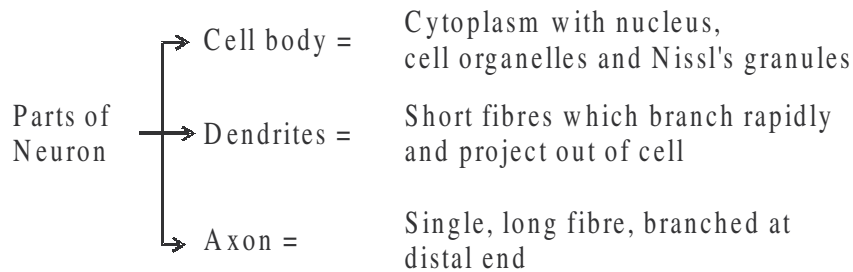 Parts of
Neuron
Cell body =
Cytoplasm with nucleus,
cell organelles and Nissl's granules
Dendrites =
Short fibres which branch rapidly
and project out of cell
Axon =
Single, long fibre, branched at
distal end